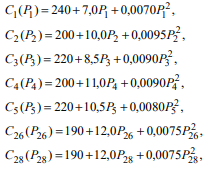 C₁(P₁) = 240 + 7,0P₁ + 0,0070P₁²,
C₂(P₂) = 200 + 10,0P₂ + 0,0095P₂²,
C₃(P₃) = 220 + 8,5P₃ + 0,0090P₃²,
C₄(P₄) = 200 + 11,0P₄ + 0,0090P₄²,
C₅(P₅) = 220 + 10,5P₅ + 0,0080P₅²,
C₂₆(P₂₆) = 190 + 12,0P₂₆ + 0,0075P₂₆²,
C₂₈(P₂₈) = 190 + 12,0P₂₈ + 0,0075P₂₈²,